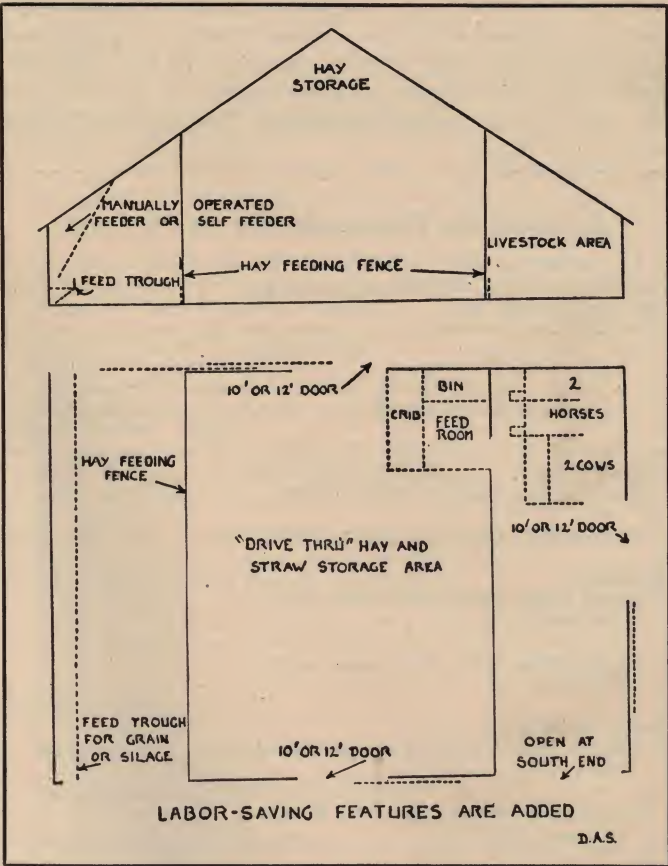 HAY
STORAGE
MANUALLY OPERATED
FEEDER OR SELF FEEDER
LIVESTOCK AREA
HAY FEEDING FENCE
FEED TROUGH
10' OR 12' DOOR
BIN
CRIB
FEED
ROOM
2
HORSES
2 COWS
HAY FEEDING
FENCE
10' OR 12' DOOR
"DRIVE THRU" HAY AND
STRAW STORAGE AREA
FEED TROUGH
FOR GRAIN
OR SILAGE
10' OR 12' DOOR
OPEN AT
SOUTH END
LABOR-SAVING FEATURES ARE ADDED
D.A.S.